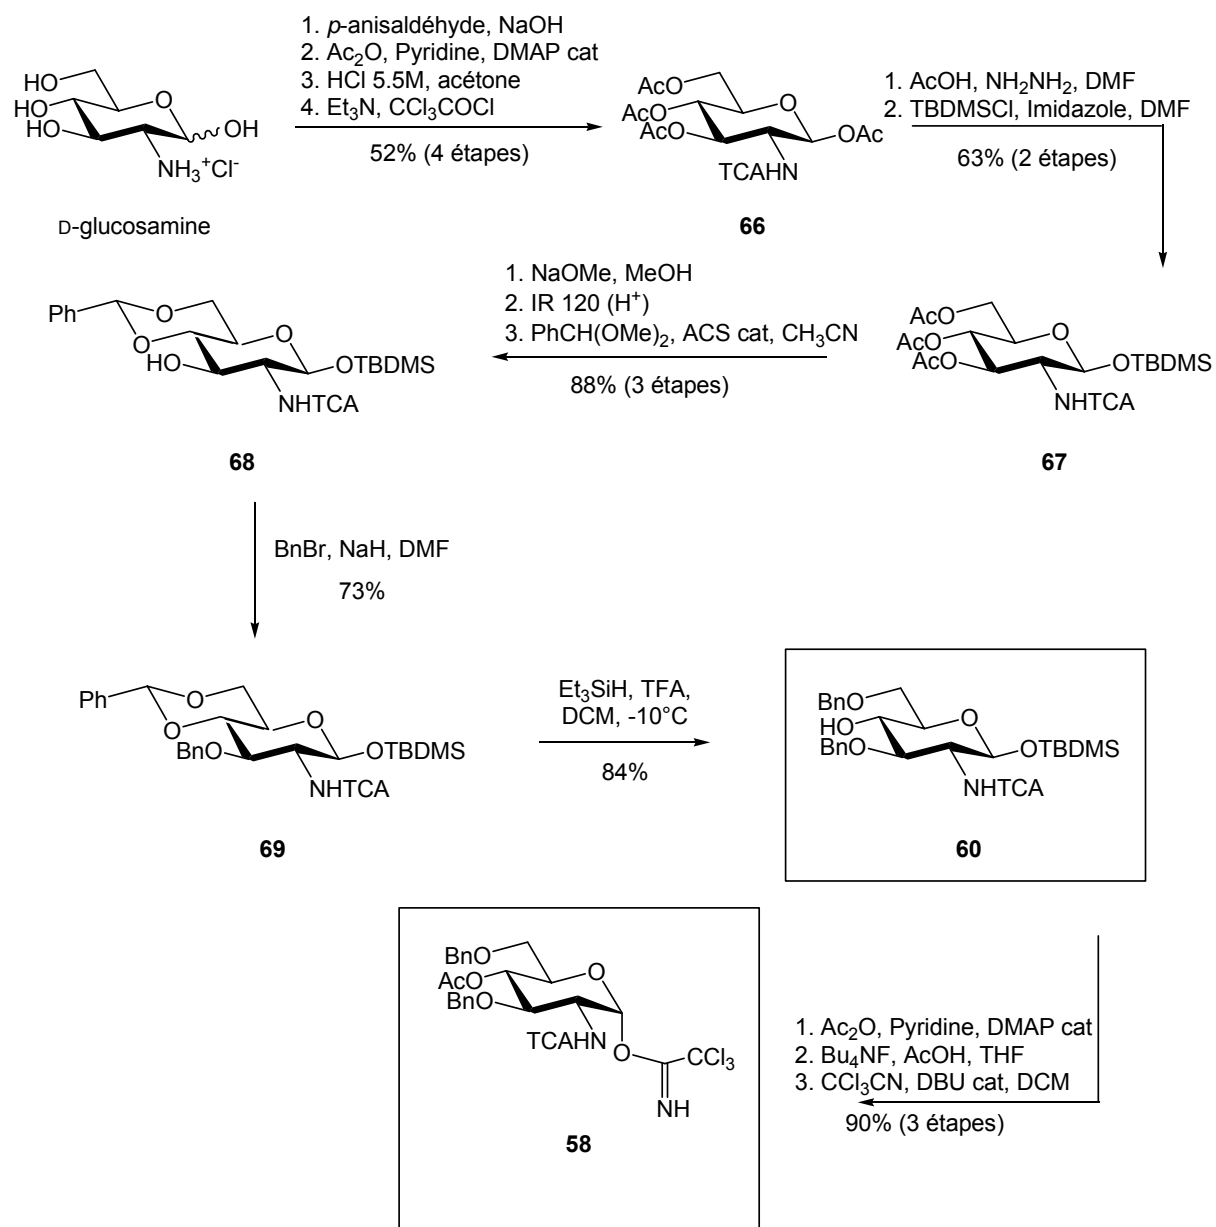 1. p-anisaldéhyde, NaOH
2. Ac2O, Pyridine, DMAP cat
3. HCl 5.5M, acétone
4. Et3N, CCl3COCl
52% (4 étapes)
HO
HO
HO
O
OH
NH3+Cl-
D-glucosamine
AcO
AcO
AcO
O
OAc
TCAHN
66
1. AcOH, NH2NH2, DMF
2. TBDMSCl, Imidazole, DMF
63% (2 étapes)
AcO
AcO
AcO
O
OTBDMS
NHTCA
67
1. NaOMe, MeOH
2. IR 120 (H+)
3. PhCH(OMe)2, ACS cat, CH3CN
88% (3 étapes)
Ph
O
O
HO
O
OTBDMS
NHTCA
68
BnBr, NaH, DMF
73%
Ph
O
O
BnO
O
OTBDMS
NHTCA
69
Et3SiH, TFA,
DCM, -10°C
84%
BnO
HO
BnO
O
OTBDMS
NHTCA
60
1. Ac2O, Pyridine, DMAP cat
2. Bu4NF, AcOH, THF
3. CCl3CN, DBU cat, DCM
90% (3 étapes)
BnO
AcO
BnO
O
TCAHN
O
CCl3
NH
58